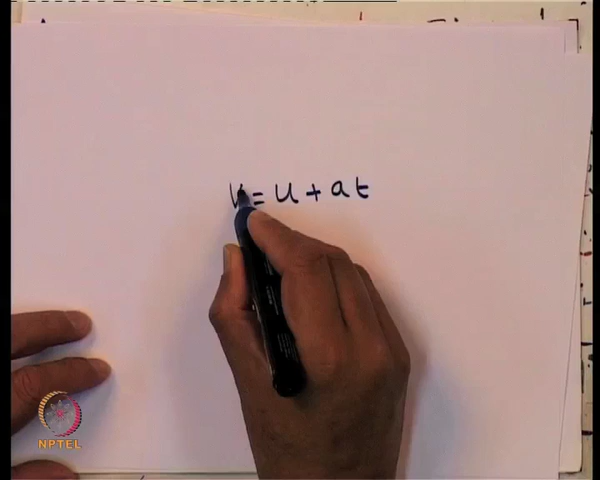 v = u + at
NPTEL